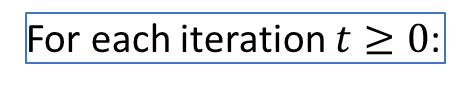 For each iteration t ≥ 0: